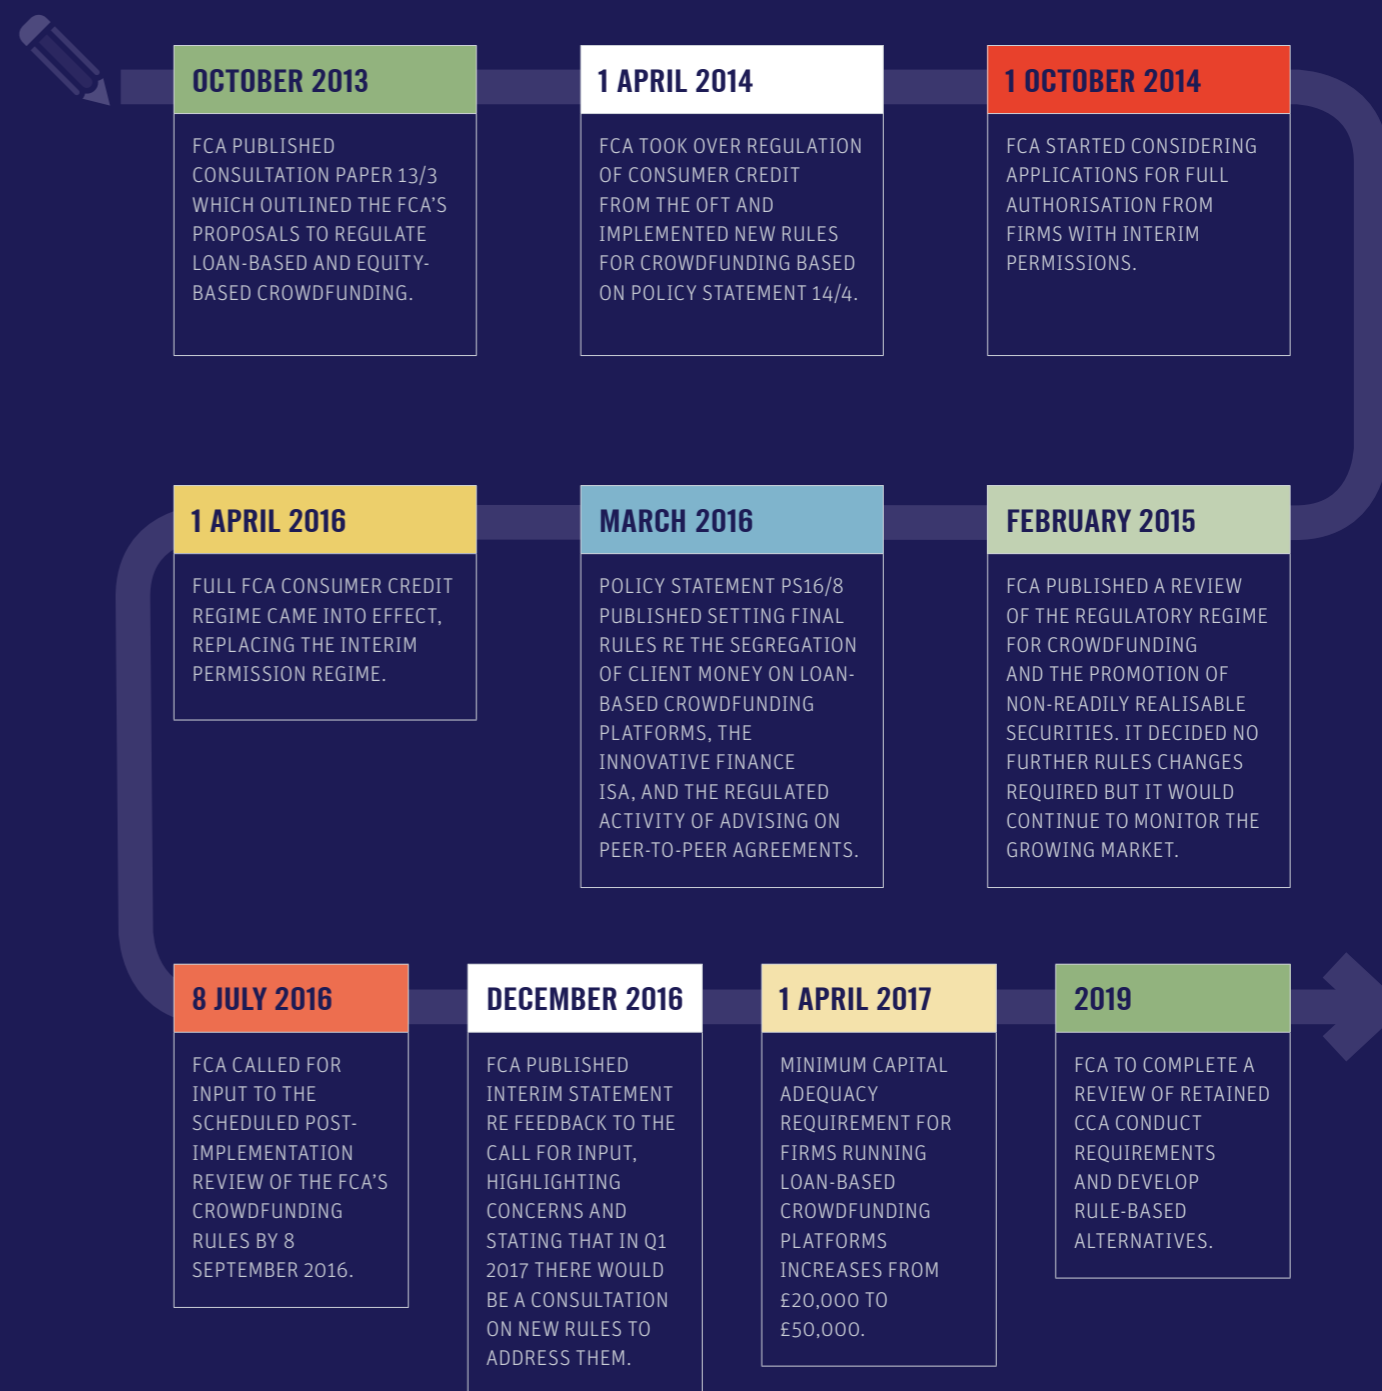 OCTOBER 2013
FCA PUBLISHED
CONSULTATION PAPER 13/3
WHICH OUTLINED THE FCA'S
PROPOSALS TO REGULATE
LOAN-BASED AND EQUITY-
BASED CROWDFUNDING.
1 APRIL 2014
FCA TOOK OVER REGULATION
OF CONSUMER CREDIT
FROM THE OFT AND
IMPLEMENTED NEW RULES
FOR CROWDFUNDING BASED
ON POLICY STATEMENT 14/4.
1 OCTOBER 2014
FCA STARTED CONSIDERING
APPLICATIONS FOR FULL
AUTHORISATION FROM
FIRMS WITH INTERIM
PERMISSIONS.
FEBRUARY 2015
FCA PUBLISHED A REVIEW
OF THE REGULATORY REGIME
FOR CROWDFUNDING
AND THE PROMOTION OF
NON-READILY REALISABLE
SECURITIES. IT DECIDED NO
FURTHER RULES CHANGES
REQUIRED BUT IT WOULD
CONTINUE TO MONITOR THE
GROWING MARKET.
MARCH 2016
POLICY STATEMENT PS16/8
PUBLISHED SETTING FINAL
RULES RE THE SEGREGATION
OF CLIENT MONEY ON LOAN-
BASED CROWDFUNDING
PLATFORMS, THE
INNOVATIVE FINANCE
ISA, AND THE REGULATED
ACTIVITY OF ADVISING ON
PEER-TO-PEER AGREEMENTS.
1 APRIL 2016
FULL FCA CONSUMER CREDIT
REGIME CAME INTO EFFECT,
REPLACING THE INTERIM
PERMISSION REGIME.
8 JULY 2016
FCA CALLED FOR
INPUT TO THE
SCHEDULED POST-
IMPLEMENTATION
REVIEW OF THE FCA'S
CROWDFUNDING
RULES BY 8
SEPTEMBER 2016.
DECEMBER 2016
FCA PUBLISHED
INTERIM STATEMENT
RE FEEDBACK TO THE
CALL FOR INPUT,
HIGHLIGHTING
CONCERNS AND
STATING THAT IN Q1
2017 THERE WOULD
BE A CONSULTATION
ON NEW RULES TO
ADDRESS THEM.
1 APRIL 2017
MINIMUM CAPITAL
ADEQUACY
REQUIREMENT FOR
FIRMS RUNNING
LOAN-BASED
CROWDFUNDING
PLATFORMS
INCREASES FROM
£20,000 TO
£50,000.
2019
FCA TO COMPLETE A
REVIEW OF RETAINED
CCA CONDUCT
REQUIREMENTS
AND DEVELOP
RULE-BASED
ALTERNATIVES.